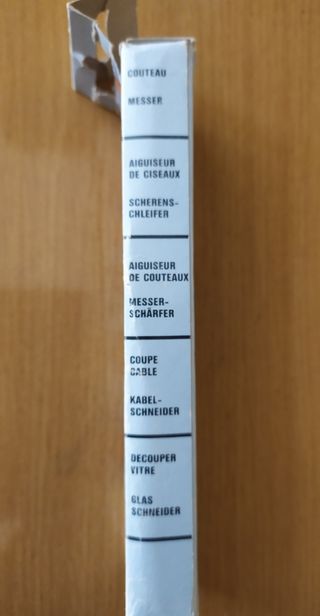 COUTEAU
MESSER
AIGUISEUR
DE CISEAUX
SCHERENS-
CHLEIFER
AIGUISEUR
DE COUTEAUX
MESSER-
SCHÄRFER
COUPE
CABLE
KABEL-
SCHNEIDER
DECOUPER
VITRE
GLAS
SCHNEIDER